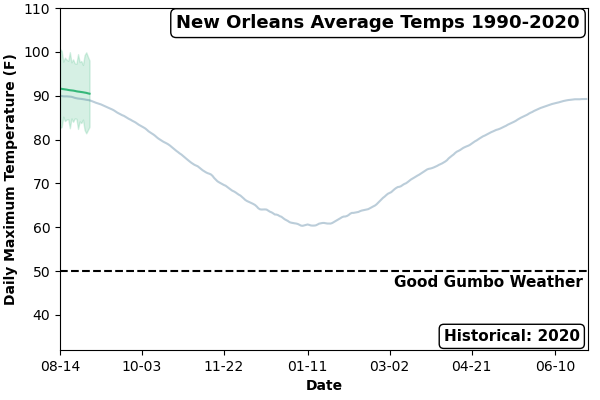 New Orleans Average Temps 1990-2020
Daily Maximum Temperature (F)
110
100
90
80
70
60
50
40
Good Gumbo Weather
Historical: 2020
08-14 10-03 11-22 01-11 03-02 04-21 06-10
Date